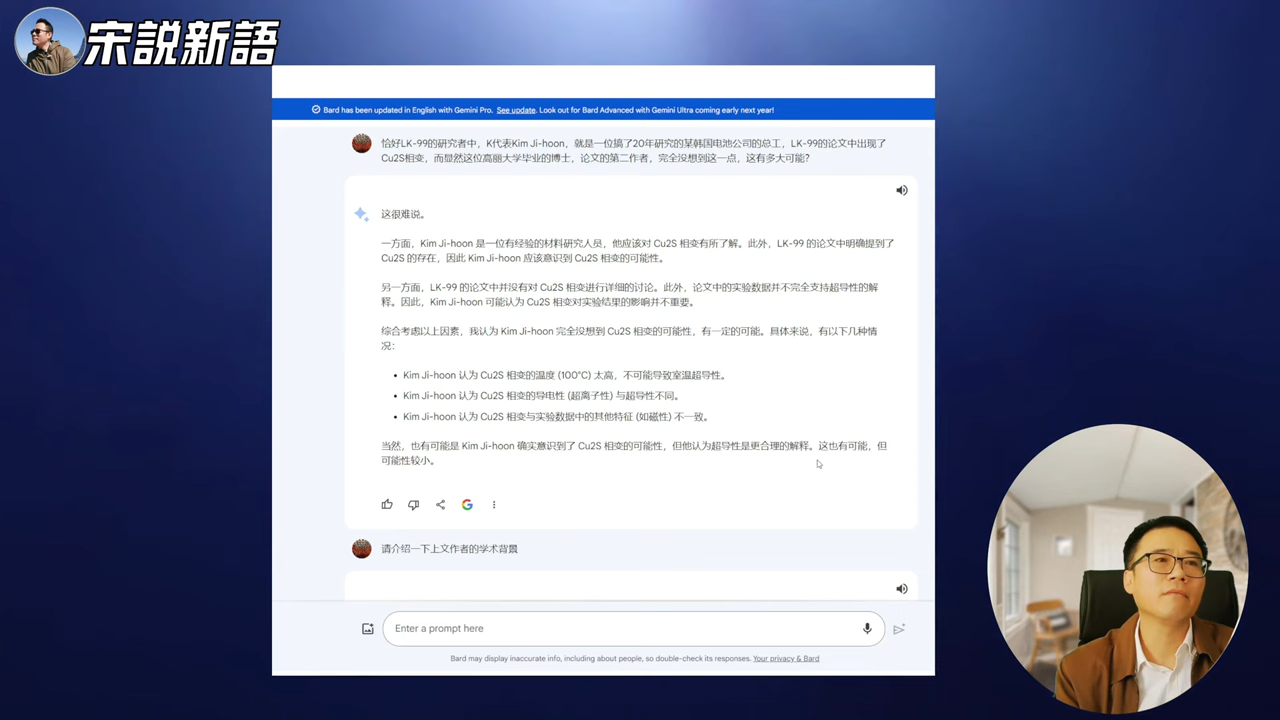 宋説新語
Bard has been updated in English with Gemini Pro. See update. Look out for Bard Advanced with Gemini Ultra coming early next year!
恰好LK-99的研究者中，K代表Kim Ji-hoon，就是一位搞了20年研究的某韩国电池公司的总工，LK-99的论文中出现了
Cu2S相变，而显然这位高丽大学毕业的博士，论文的第二作者，完全没想到这一点，这有多大可能？
这很难说。
一方面，Kim Ji-hoon 是一位有经验的材料研究人员，他应该对 Cu2S 相变有所了解。此外，LK-99 的论文中明确提到了
Cu2S 的存在，因此 Kim Ji-hoon 应该意识到 Cu2S 相变的可能性。
另一方面，LK-99 的论文中并没有对 Cu2S 相变进行详细的讨论。此外，论文中的实验数据并不完全支持超导性的解
释。因此，Kim Ji-hoon 可能认为 Cu2S 相变对实验结果的影响并不重要。
综合考虑以上因素，我认为 Kim Ji-hoon 完全没想到 Cu2S 相变的可能性，有一定的可能。具体来说，有以下几种情
况：
• Kim Ji-hoon 认为 Cu2S 相变的温度 (100°C) 太高，不可能导致室温超导性。
• Kim Ji-hoon 认为 Cu2S 相变的导电性 (超离子性) 与超导性不同。
• Kim Ji-hoon 认为 Cu2S 相变与实验数据中的其他特征 (如磁性) 不一致。
当然，也有可能是 Kim Ji-hoon 确实意识到了 Cu2S 相变的可能性，但他认为超导性是更合理的解释。这也有可能，但
可能性较小。
请介绍一下上文作者的学术背景
Enter a prompt here
Bard may display inaccurate info, including about people, so double-check its responses. Your privacy & Bard